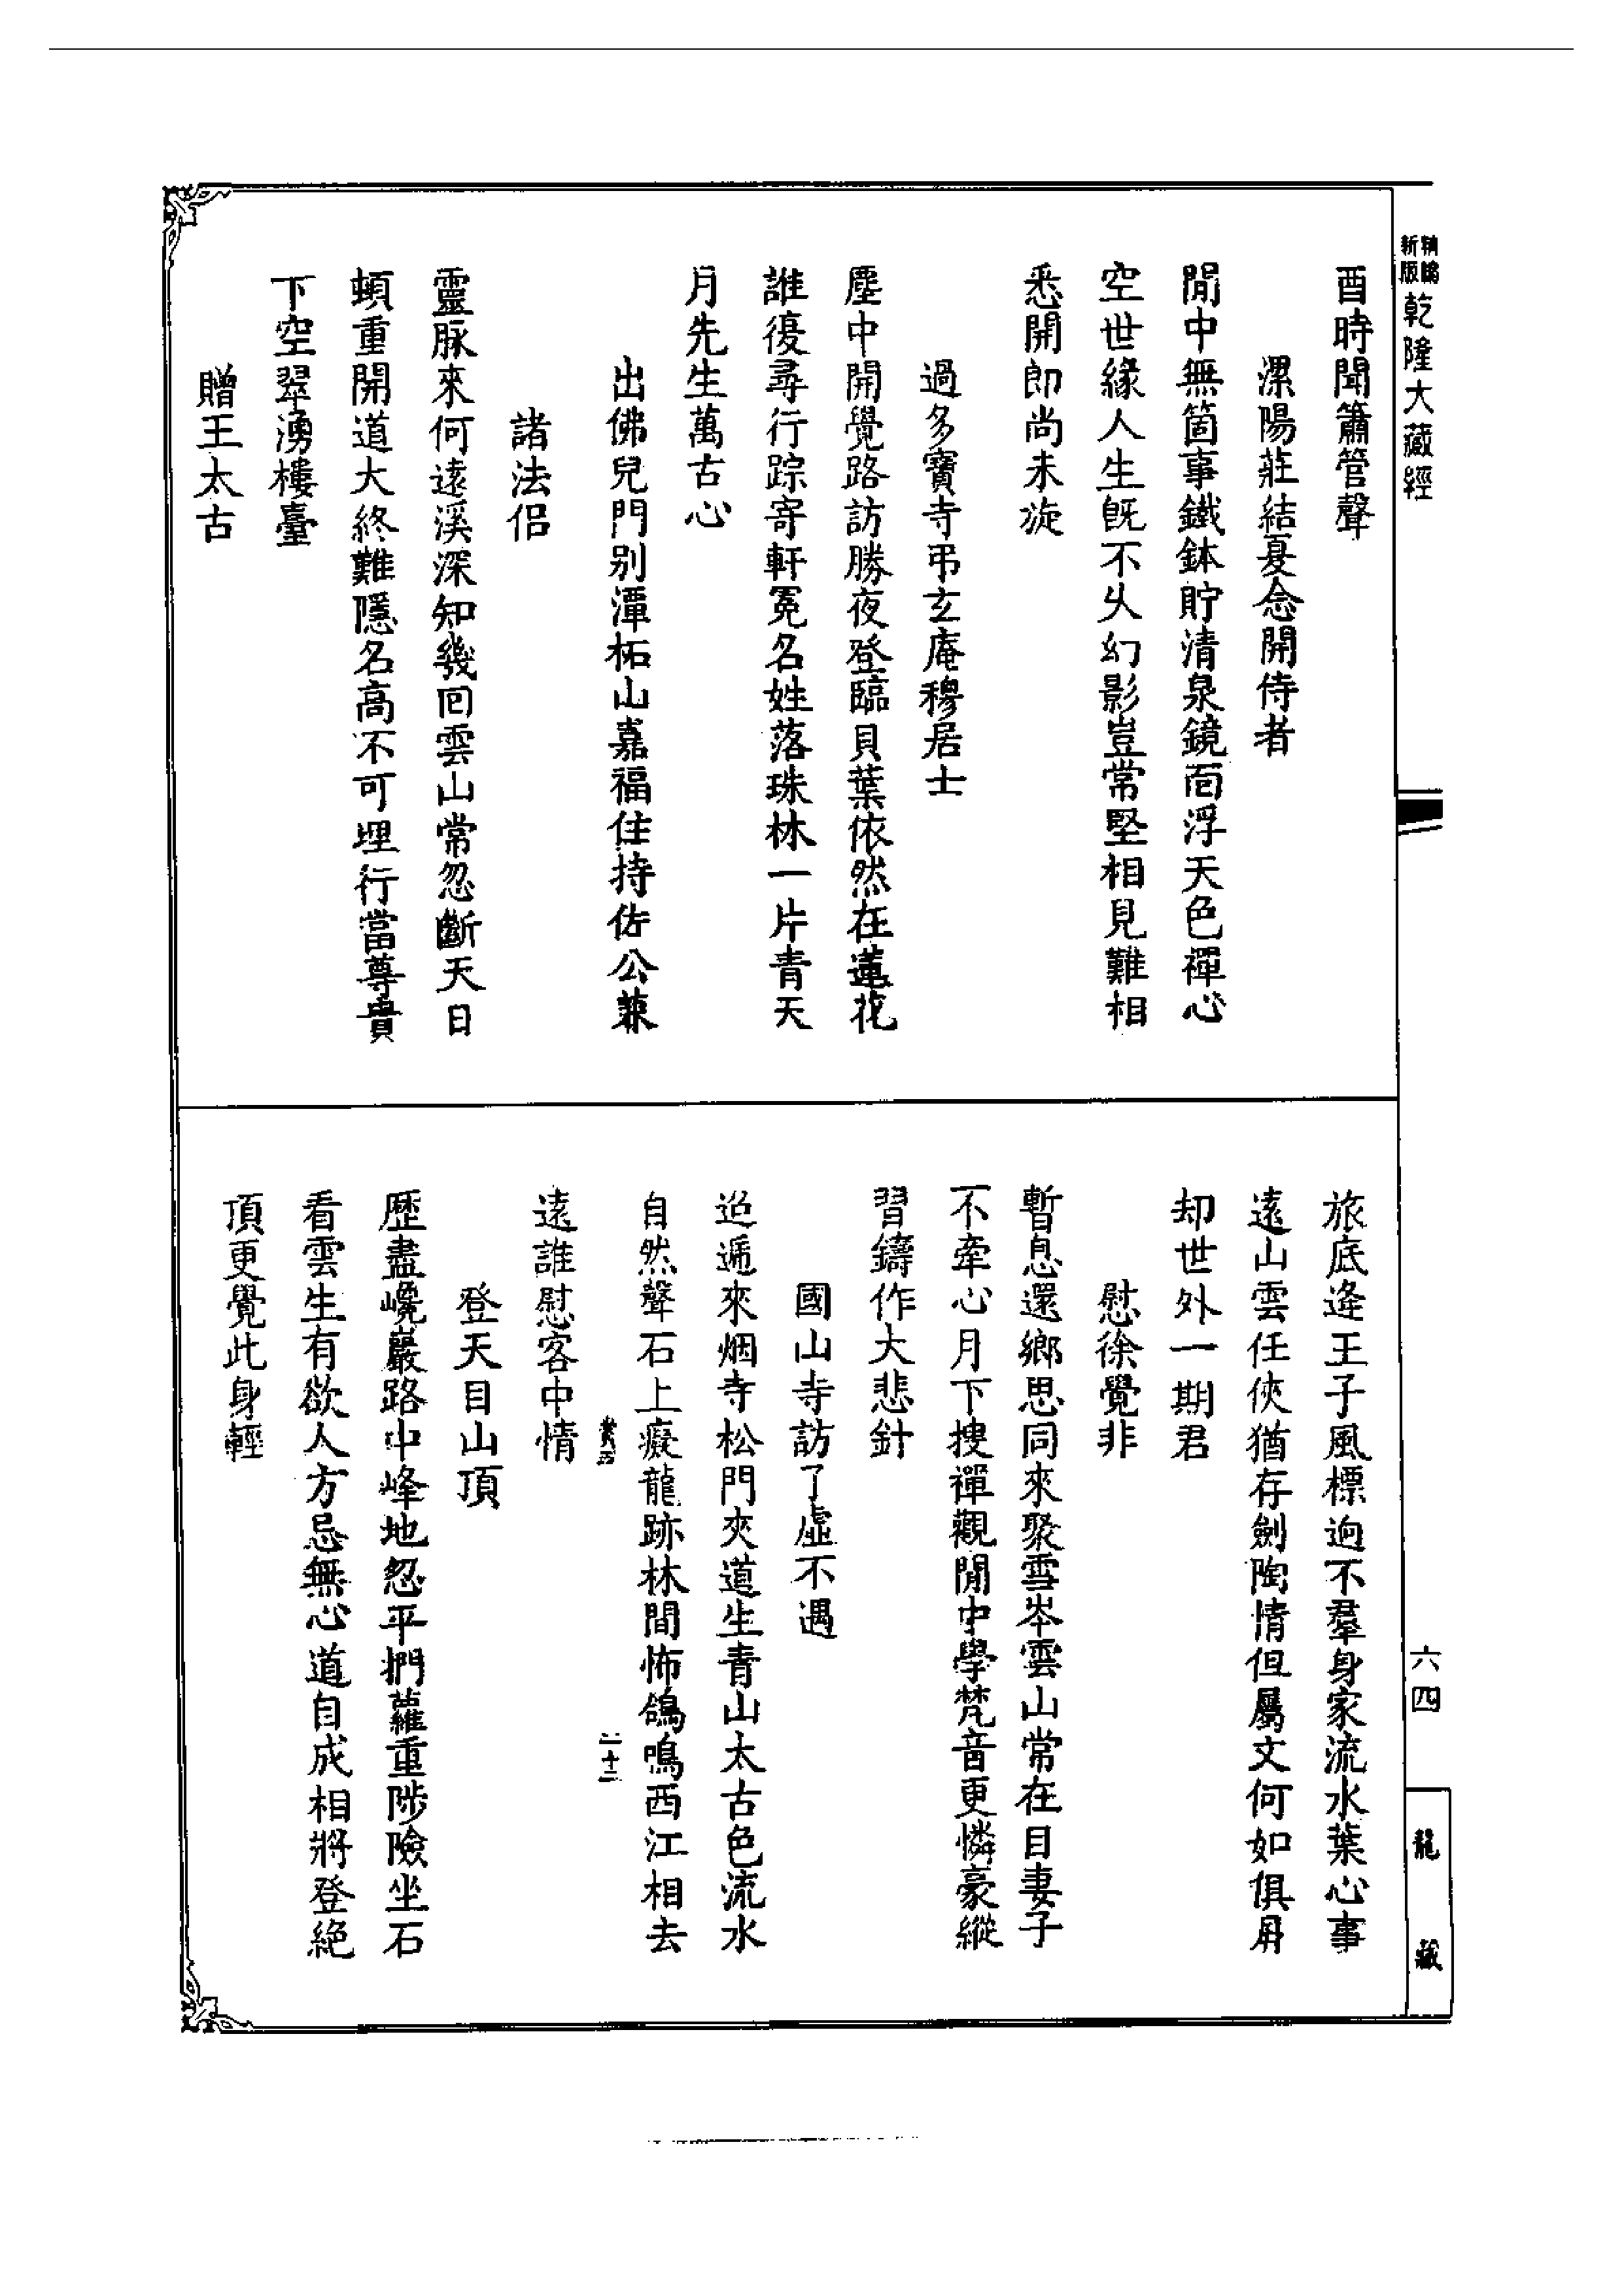 精編新版
乾隆大藏經
酉時聞簫管聲
漯陽莊結夏念開侍者
閒中無箇事鐵鉢貯清泉鏡面浮天色禪心
空世緣人生旣不乆幻影豈常堅相見難相
悉開郎尚未旋
過多寶寺弔玄庵穆居士
塵中開覺路訪勝夜登臨貝葉依然在蓮花
誰復尋行踪寄軒冕名姓落珠林一片青天
月先生萬古心
出佛兒門别潭柘山嘉福住持佐公兼
諸法侶
靈脉來何逺溪深知幾回雲山常忽斷天日
頓重開道大終難隱名高不可埋行當尊貴
下空翠湧樓臺
贈王太古
旅底逢王子風標迥不羣身家流水葉心事
逺山雲任俠猶存劍陶情但屬文何如俱屏
却世外一期君
慰徐覺非
暫息還鄉思同來聚雪岑雲山常在目妻子
不牽心月下搜禪觀閒中學梵音更憐豪縱
習鑄作大悲針
國山寺訪了虛不遇
迢遞來烟寺松門夾道生青山太古色流水
自然聲石上癡龍跡林間怖鴿鳴西江相去
二十二
逺誰慰客中情
登天目山頂
歷盡巉巖路中峰地忽平捫蘿重陟險坐石
看雲生有欲人方忌無心道自成相將登絕
頂更覺此身輕
六四
龍藏